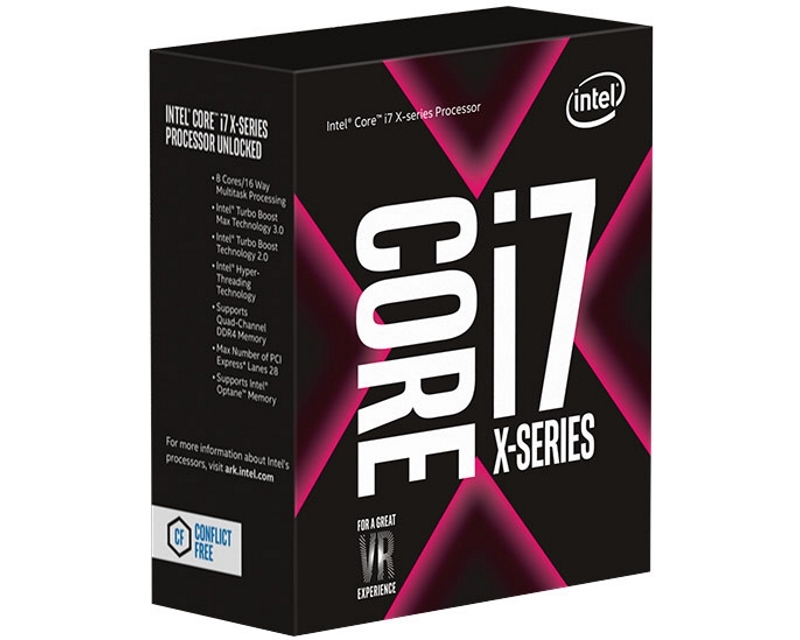 INTEL® CORE™ i7 X-SERIES
PROCESSOR UNLOCKED
• 8 Cores/16 Way
Multitask Processing
• Intel® Turbo Boost
Max Technology 3.0
• Intel® Turbo Boost
Technology 2.0
• Intel® Hyper-
Threading
Technology
• Supports
Quad-Channel
DDR4 Memory
• Max Number of PCI
Express® Lanes 28
• Supports Intel®
Optane™ Memory
For more information about Intel's
processors, visit ark.intel.com
CF
CONFLICT
FREE
Intel® Core™ i7 X-series Processor
intel®
CORE
i7
X-SERIES
FOR A GREAT
VR
EXPERIENCE